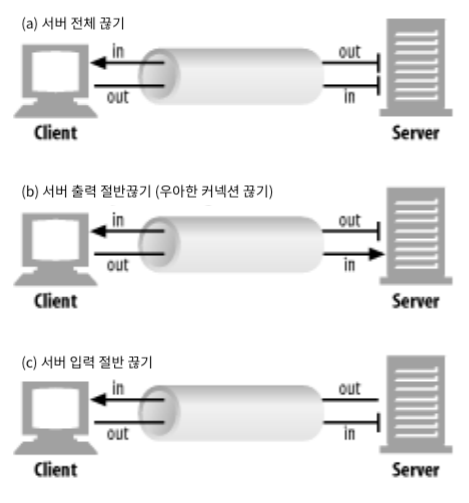 (a) 서버 전체 끊기
in
out
out
in
Client
Server
(b) 서버 출력 절반끊기 (우아한 커넥션 끊기)
in
out
out
in
Client
Server
(c) 서버 입력 절반 끊기
in
out
out
in
Client
Server